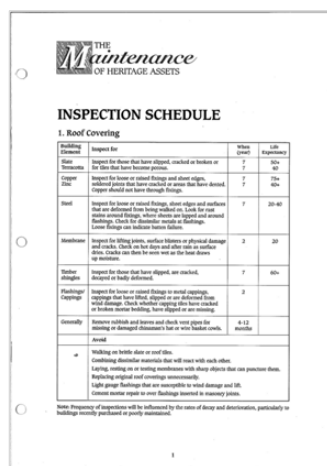 THE
Maintenance
OF HERITAGE ASSETS
INSPECTION SCHEDULE
1. Roof Covering
Building Element | Inspect for | When (year) | Life Expectancy
Slate | Inspect for those that have slipped, cracked or broken or | 7 | 50+
Terracotta | for tiles that have become porous. | 7 | 40
Copper | Inspect for loose or raised fixings and sheet edges, | 7 | 75+
Zinc | soldered joints that have cracked or areas that have dented. | 7 | 40+
Copper should not have through fixings.
Steel | Inspect for loose or raised fixings, sheet edges and surfaces | 7 | 20-40
that are deformed from being walked on. Look for rust
stains around fixings, where sheets are lapped and around
flashings. Check for dissimilar metals in flashings.
Loose fixings can indicate batten failure.
Membrane | Inspect for lifting joints, surface blisters or physical damage | 2 | 20
and cracks. Check on hot days and after rain as surface
dries. Cracks can then be seen wet as the heat draws
up moisture.
Timber | Inspect for those that have slipped, are cracked, | 7 | 60+
shingles | decayed or badly deformed.
Flashings/ | Inspect for loose or raised fixings to metal cappings, | 2
Cappings | cappings that have lifted, slipped or are deformed from
wind damage. Check whether capping tiles have cracked
or broken mortar bedding, have slipped or are missing.
Generally | Remove rubbish and leaves and check vent pipes for | 6-12
missing or damaged chinaman's hat or wire basket cowls. | months
Avoid
Walking on brittle slate or roof tiles.
Combining dissimilar materials that will react with each other.
Laying, resting on or testing membranes with sharp objects that can puncture them.
Replacing original roof coverings unnecessarily.
Light gauge flashings that are susceptible to wind damage and lift.
Cement mortar repair to over flashings inserted in masonry joints.
Note: Frequency of inspections will be influenced by the rates of decay and deterioration, particularly to
buildings recently purchased or poorly maintained.
1